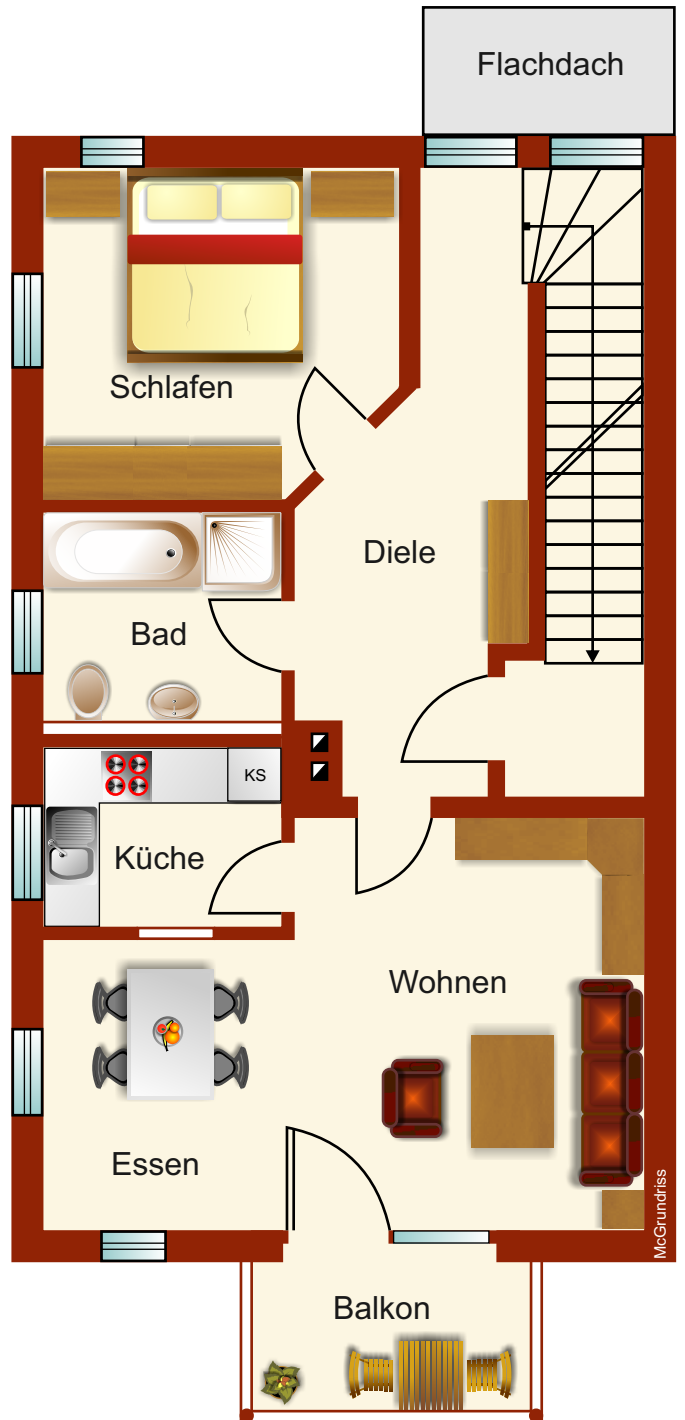 Flachdach
Schlafen
Diele
Bad
KS
Küche
Wohnen
Essen
McGrundriss
Balkon